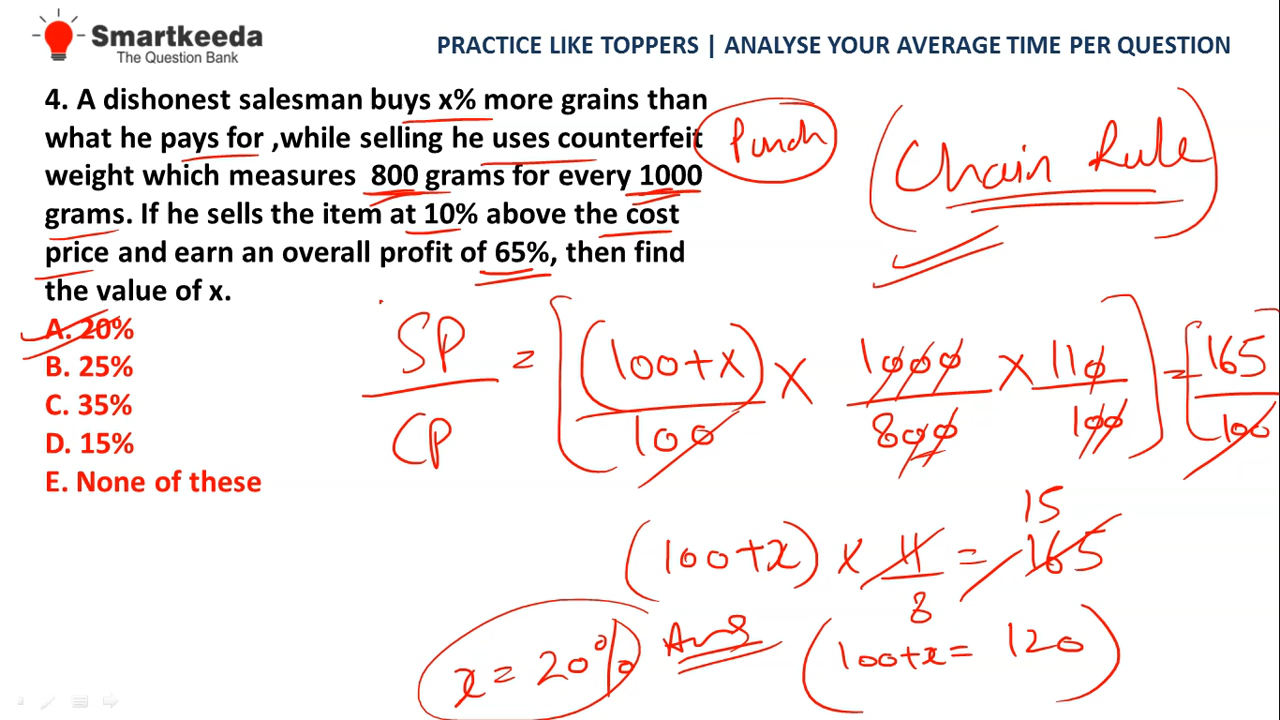 Smartkeeda
The Question Bank
PRACTICE LIKE TOPPERS | ANALYSE YOUR AVERAGE TIME PER QUESTION
4. A dishonest salesman buys x% more grains than
what he pays for ,while selling he uses counterfeit
weight which measures 800 grams for every 1000
grams. If he sells the item at 10% above the cost
price and earn an overall profit of 65%, then find
the value of x.
A. 20%
B. 25%
C. 35%
D. 15%
E. None of these
Punch
(Chain Rule)
SP/CP = [(100+x)/100 × 1000/800 × 110/100] = [165/100
(100+x) × 11/8 = 165 15
(100+x = 120)
x = 20% Ans